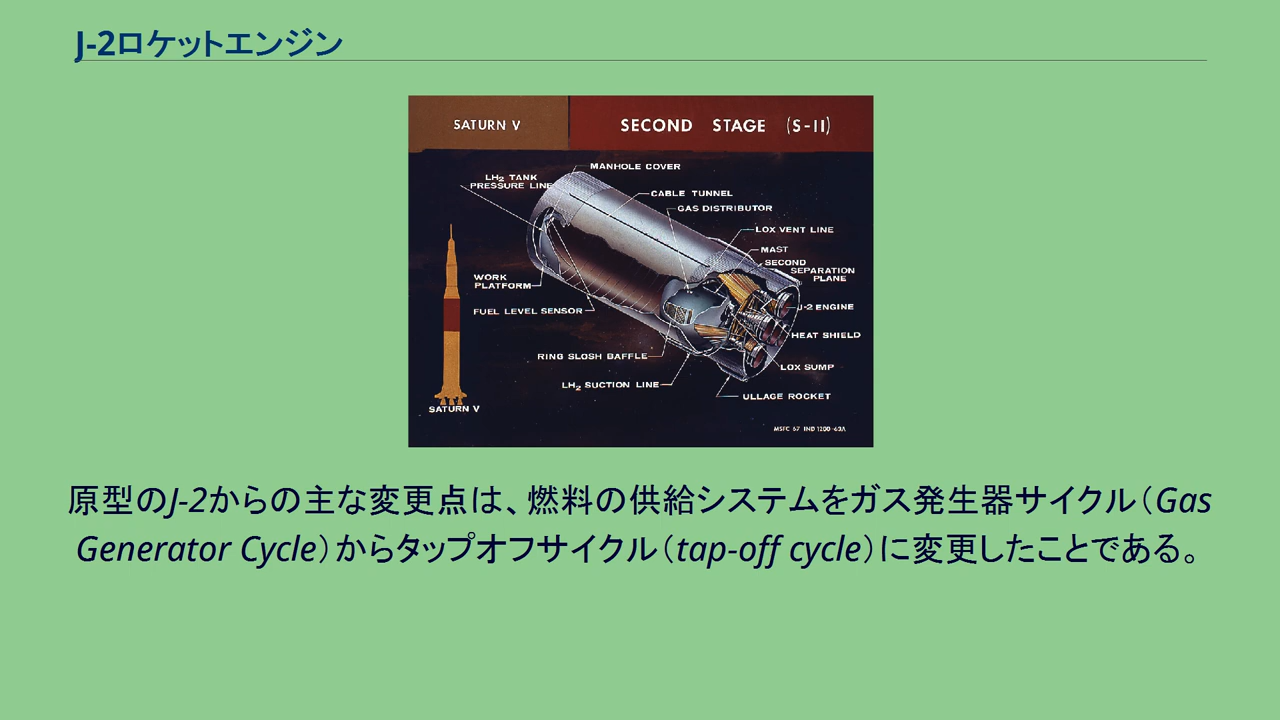 J-2ロケットエンジン
SATURN V
SECOND STAGE (S-II)
MANHOLE COVER
LH2 TANK
PRESSURE LINE
CABLE TUNNEL
GAS DISTRIBUTOR
LOX VENT LINE
MAST
SECOND
SEPARATION
PLANE
WORK
PLATFORM
J-2 ENGINE
FUEL LEVEL SENSOR
HEAT SHIELD
RING SLOSH BAFFLE
LOX SUMP
LH2 SUCTION LINE
ULLAGE ROCKET
SATURN V
MSFC 67 IND 1200-63A
原型のJ-2からの主な変更点は、燃料の供給システムをガス発生器サイクル（Gas
Generator Cycle）からタップオフサイクル（tap-off cycle）に変更したことである。